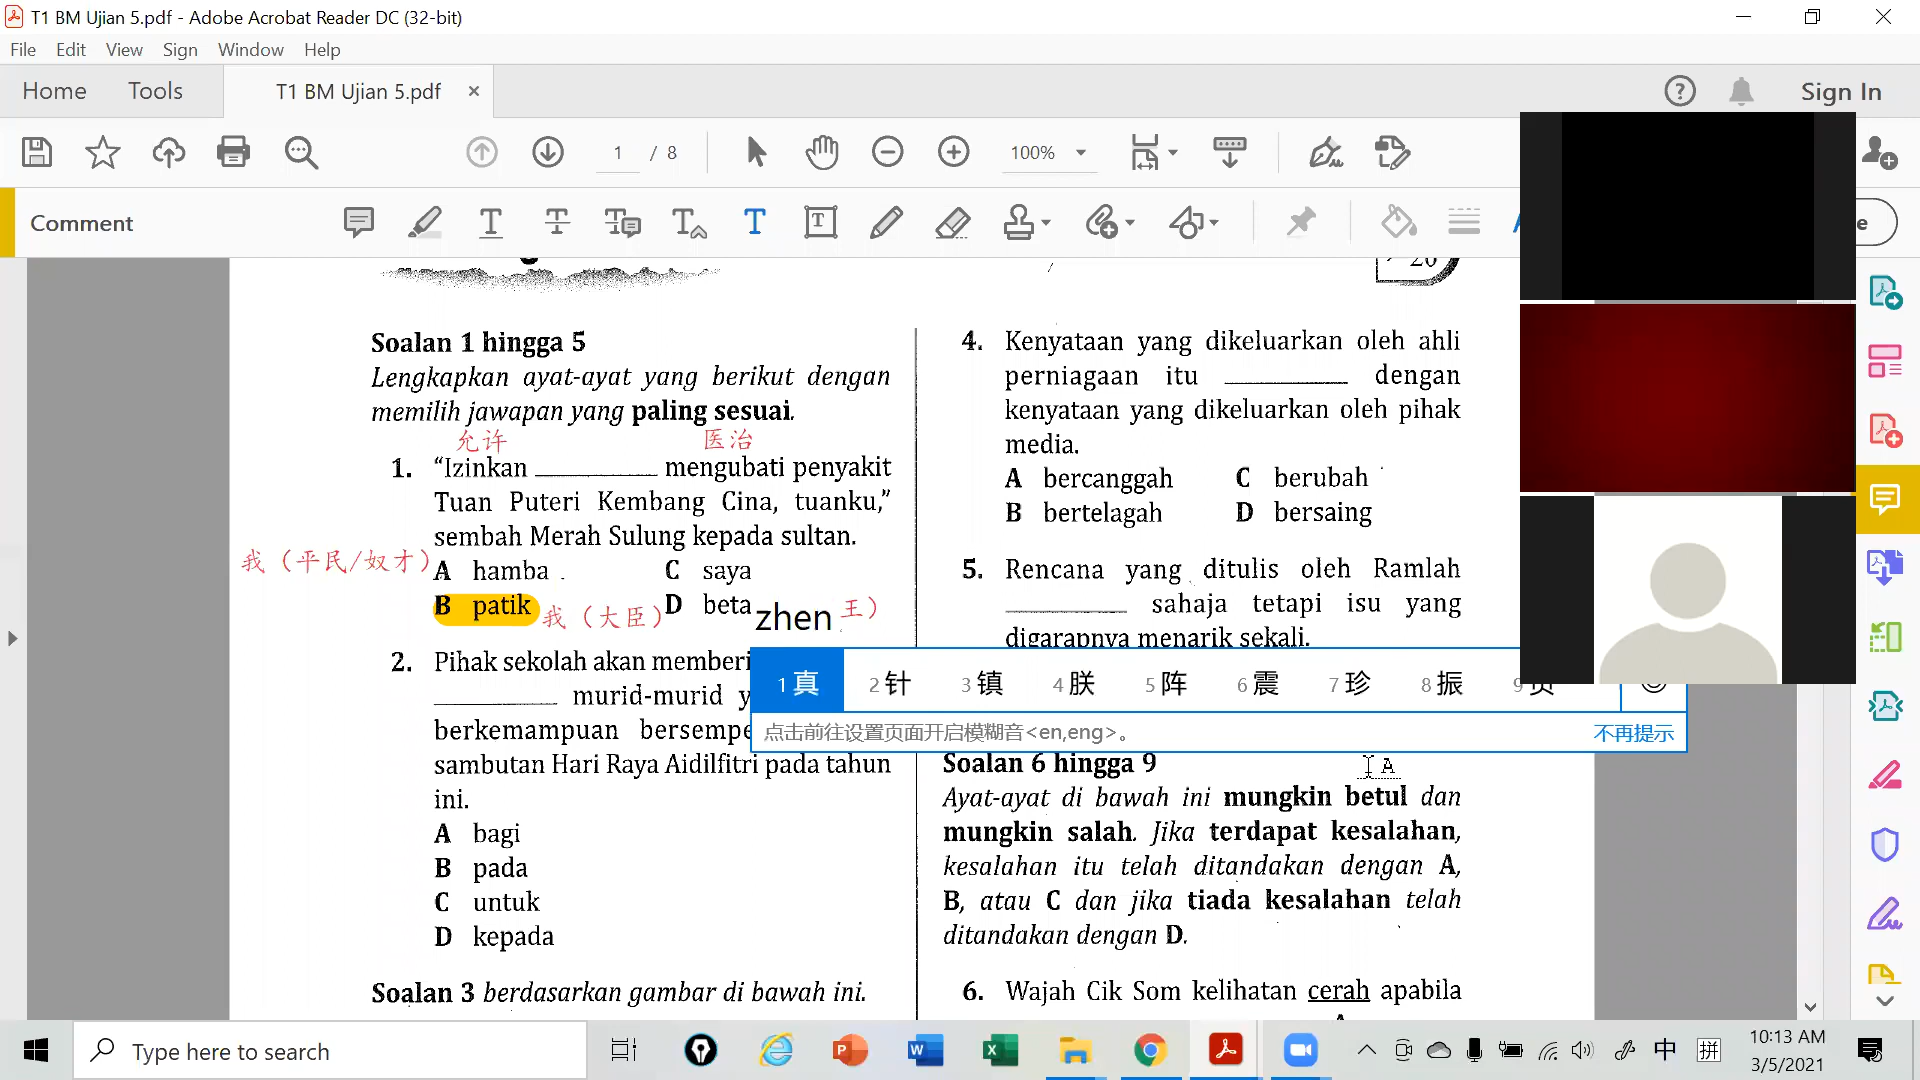 T1 BM Ujian 5.pdf - Adobe Acrobat Reader DC (32-bit)
File Edit View Sign Window Help
Home Tools T1 BM Ujian 5.pdf × Sign In
1 / 8 100%
Comment
Soalan 1 hingga 5
Lengkapkan ayat-ayat yang berikut dengan
memilih jawapan yang paling sesuai.
允许 医治
1. “Izinkan __________ mengubati penyakit
Tuan Puteri Kembang Cina, tuanku,”
sembah Merah Sulung kepada sultan.
我（平民/奴才）
A hamba C saya
B patik 我（大臣） D beta zhen 王）
2. Pihak sekolah akan memberi
__________ murid-murid y
berkemampuan bersempe
sambutan Hari Raya Aidilfitri pada tahun
ini.
A bagi
B pada
C untuk
D kepada
Soalan 3 berdasarkan gambar di bawah ini.
4. Kenyataan yang dikeluarkan oleh ahli
perniagaan itu __________ dengan
kenyataan yang dikeluarkan oleh pihak
media.
A bercanggah C berubah
B bertelagah D bersaing
5. Rencana yang ditulis oleh Ramlah
__________ sahaja tetapi isu yang
digarapnya menarik sekali.
1 真 2 针 3 镇 4 朕 5 阵 6 震 7 珍 8 振 9
点击前往设置页面开启模糊音<en,eng>。 不再提示
Soalan 6 hingga 9
A
Ayat-ayat di bawah ini mungkin betul dan
mungkin salah. Jika terdapat kesalahan,
kesalahan itu telah ditandakan dengan A,
B, atau C dan jika tiada kesalahan telah
ditandakan dengan D.
6. Wajah Cik Som kelihatan cerah apabila
Type here to search
中 拼
10:13 AM
3/5/2021